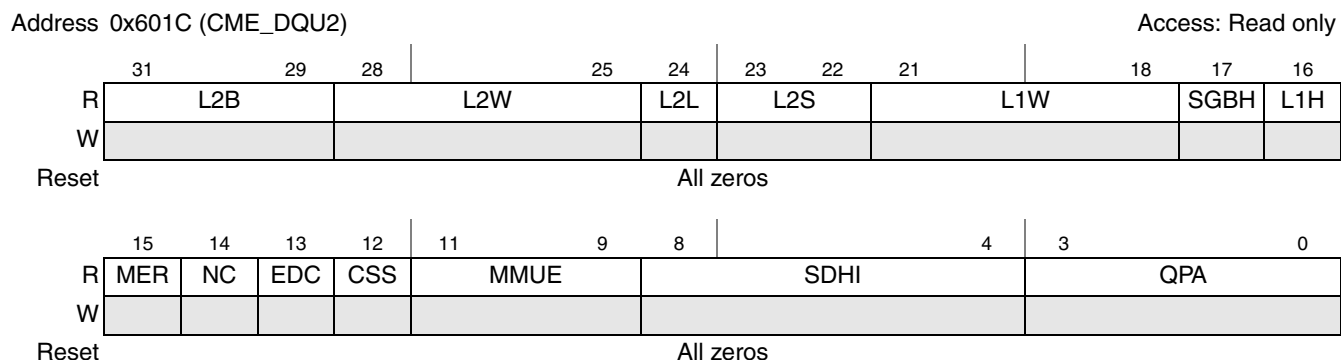 Address 0x601C (CME_DQU2) Access: Read only
31 29 28 25 24 23 22 21 18 17 16
R L2B L2W L2L L2S L1W SGBH L1H
W
Reset All zeros
15 14 13 12 11 9 8 4 3 0
R MER NC EDC CSS MMUE SDHI QPA
W
Reset All zeros